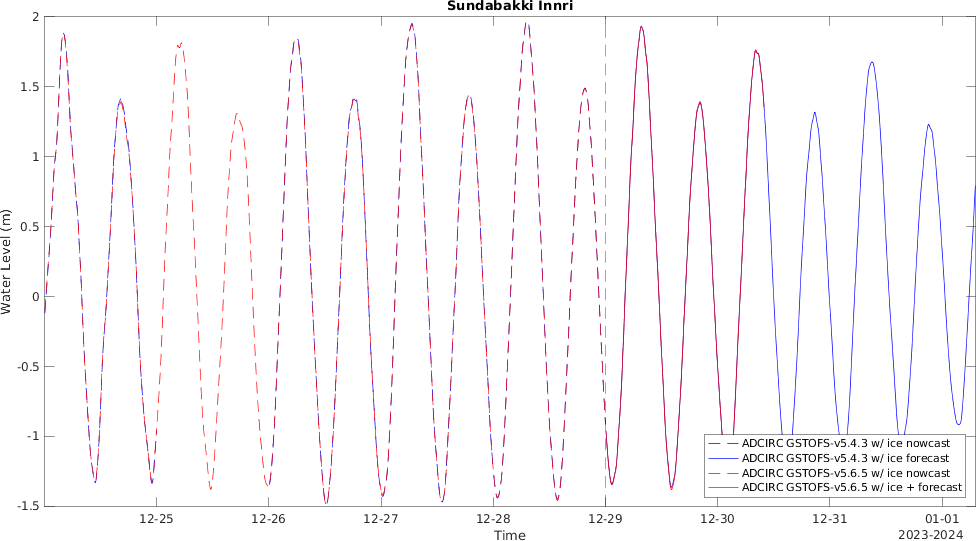 Sundabakki Innri
2
1.5
1
0.5
0
-0.5
-1
-1.5
Water Level (m)
12-25
12-26
12-27
12-28
12-29
12-30
12-31
01-01
Time
2023-2024
ADCIRC GSTOFS-v5.4.3 w/ ice nowcast
ADCIRC GSTOFS-v5.4.3 w/ ice forecast
ADCIRC GSTOFS-v5.6.5 w/ ice nowcast
ADCIRC GSTOFS-v5.6.5 w/ ice + forecast